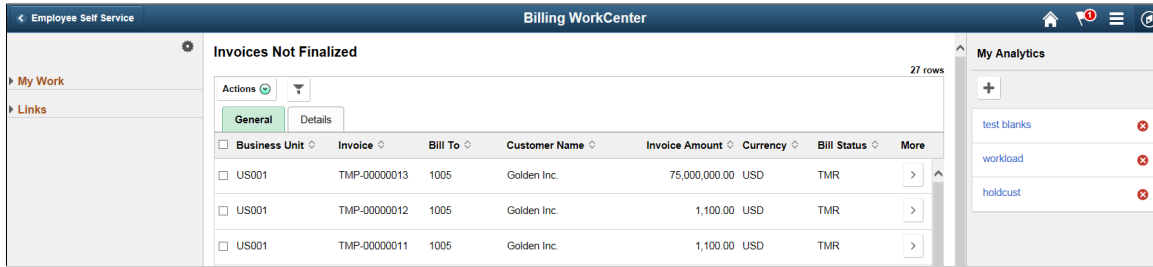 Employee Self Service
Billing WorkCenter
1
My Work
Links
Invoices Not Finalized
27 rows
Actions
General Details
Business Unit Invoice Bill To Customer Name Invoice Amount Currency Bill Status More
US001 TMP-00000013 1005 Golden Inc. 75,000,000.00 USD TMR
US001 TMP-00000012 1005 Golden Inc. 1,100.00 USD TMR
US001 TMP-00000011 1005 Golden Inc. 1,100.00 USD TMR
My Analytics
test blanks
workload
holdcust